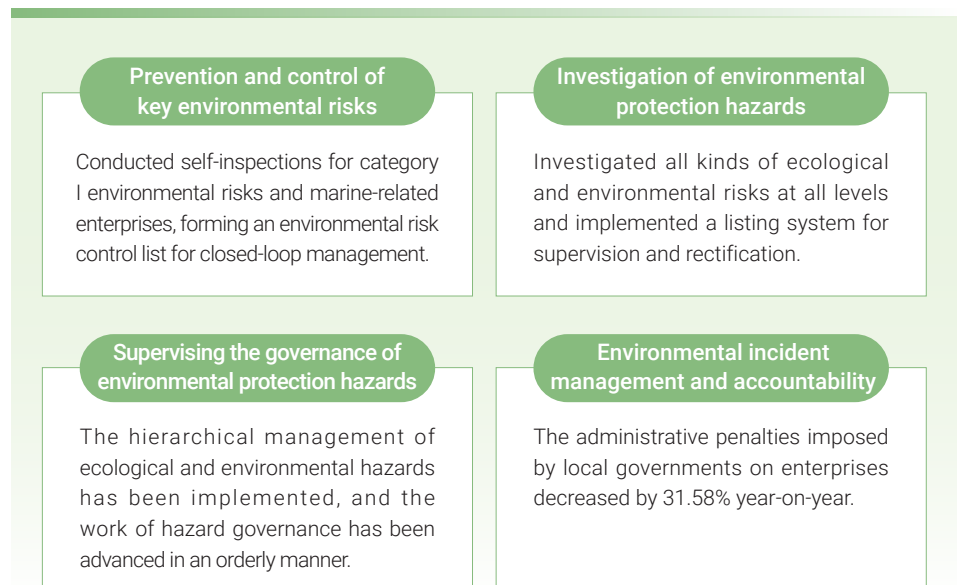 Prevention and control of
key environmental risks
Conducted self-inspections for category
I environmental risks and marine-related
enterprises, forming an environmental risk
control list for closed-loop management.
Investigation of environmental
protection hazards
Investigated all kinds of ecological
and environmental risks at all levels
and implemented a listing system for
supervision and rectification.
Supervising the governance of
environmental protection hazards
The hierarchical management of
ecological and environmental hazards
has been implemented, and the
work of hazard governance has been
advanced in an orderly manner.
Environmental incident
management and accountability
The administrative penalties imposed
by local governments on enterprises
decreased by 31.58% year-on-year.